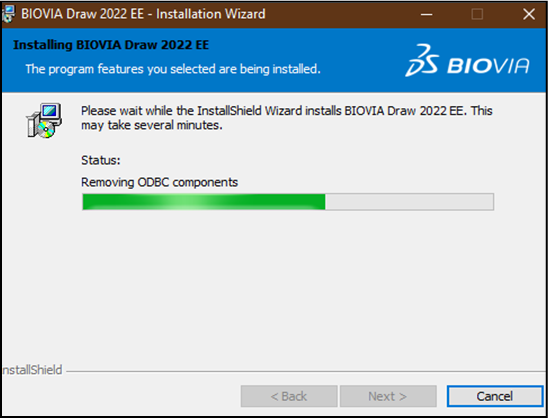 BIOVIA Draw 2022 EE - Installation Wizard
Installing BIOVIA Draw 2022 EE
The program features you selected are being installed.
BIOVIA
Please wait while the InstallShield Wizard installs BIOVIA Draw 2022 EE. This
may take several minutes.
Status:
Removing ODBC components
nstallShield
< Back
Next >
Cancel